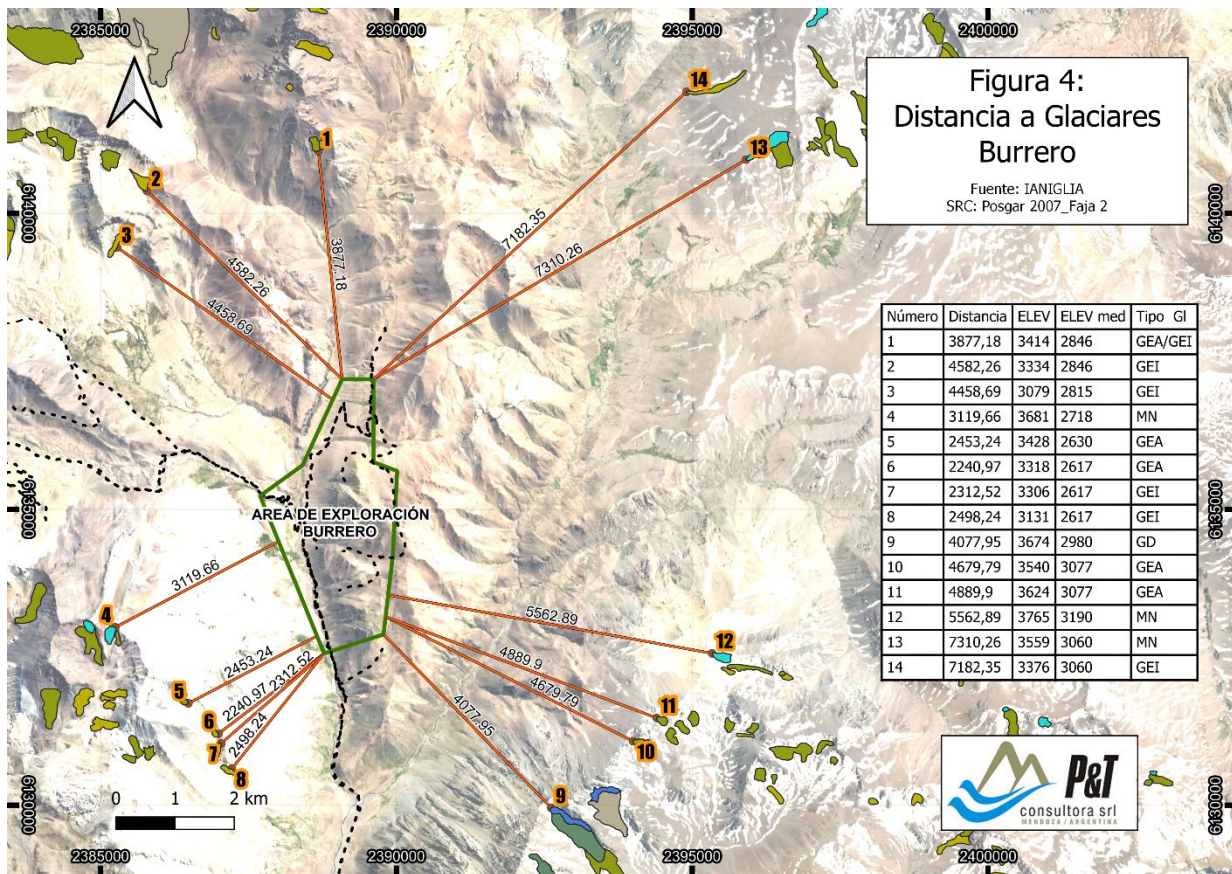 2385000
2390000
2395000
2400000
Figura 4:
Distancia a Glaciares
Burrero
Fuente: IANIGLIA
SRC: Posgar 2007_Faja 2
14
13
1
2
3
6140000
6140000
7182.35
7310.26
3877.18
4582.26
4458.69
Número Distancia ELEV ELEV med Tipo Gl
1 3877,18 3414 2846 GEA/GEI
2 4582,26 3334 2846 GEI
3 4458,69 3079 2815 GEI
4 3119,66 3681 2718 MN
5 2453,24 3428 2630 GEA
6 2240,97 3318 2617 GEA
7 2312,52 3306 2617 GEI
8 2498,24 3131 2617 GEI
9 4077,95 3674 2980 GD
10 4679,79 3540 3077 GEA
11 4889,9 3624 3077 GEA
12 5562,89 3765 3190 MN
13 7310,26 3559 3060 MN
14 7182,35 3376 3060 GEI
6135000
6135000
AREA DE EXPLORACIÓN
BURRERO
3119.66
4
5562.89
12
2453.24
5
2240.97
2312.52
6
7
2498.24
8
4889.9
11
4679.79
10
4077.95
9
0 1 2 km
6130000
6130000
P&T
consultora srl
MENDOZA / ARGENTINA
2385000
2390000
2395000
2400000